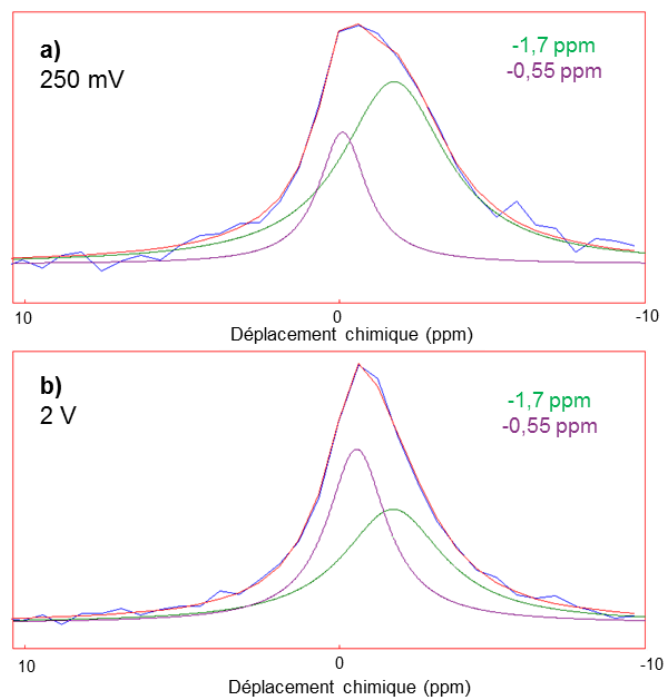 a)
250 mV
-1,7 ppm
-0,55 ppm
10
0
-10
Déplacement chimique (ppm)
b)
2 V
-1,7 ppm
-0,55 ppm
10
0
-10
Déplacement chimique (ppm)